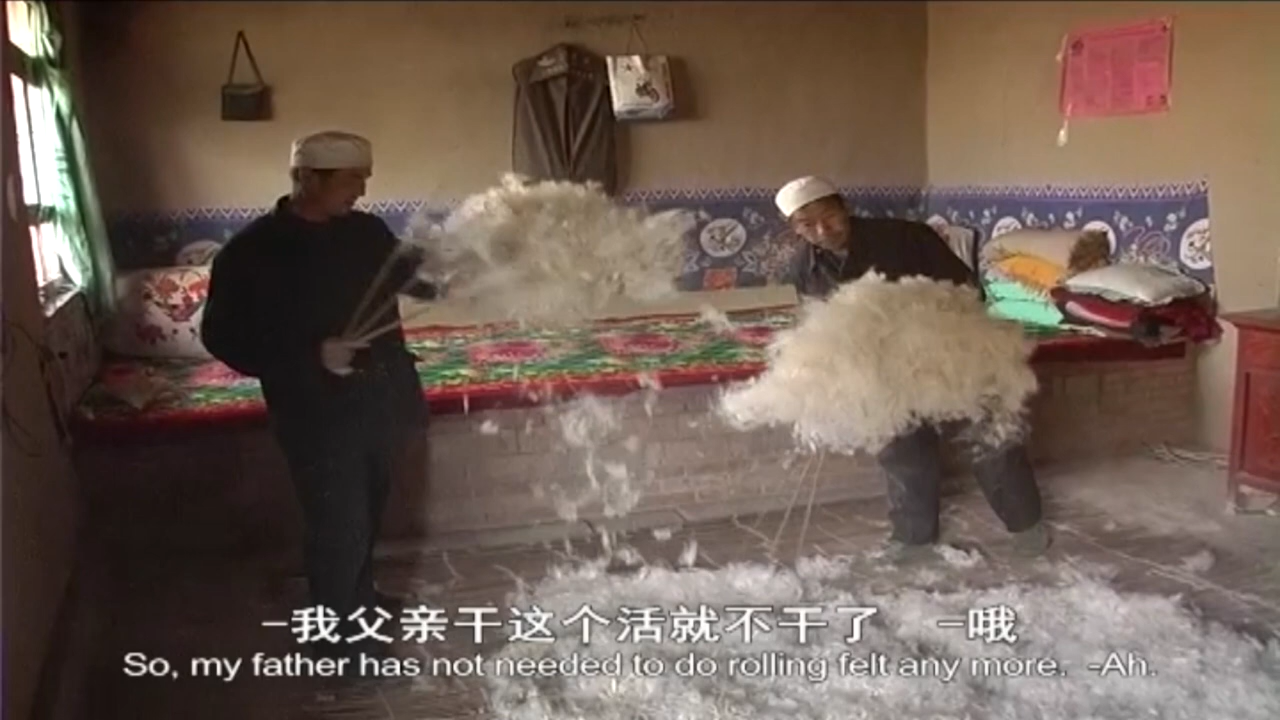 -我父亲干这个活就不干了 -哦
So, my father has not needed to do rolling felt any more. -Ah.